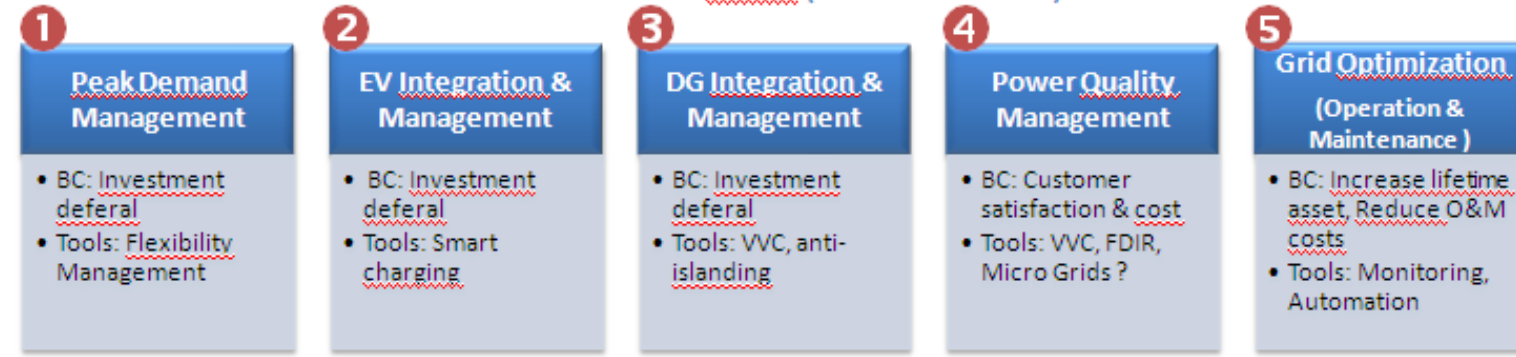 1
Peak Demand
Management
• BC: Investment
deferal
• Tools: Flexibility
Management
2
EV Integration &
Management
• BC: Investment
deferal
• Tools: Smart
charging
3
DG Integration &
Management
• BC: Investment
deferal
• Tools: VVC, anti-
islanding
4
Power Quality
Management
• BC: Customer
satisfaction & cost
• Tools: VVC, FDIR,
Micro Grids ?
5
Grid Optimization
(Operation &
Maintenance )
• BC: Increase lifetime
asset, Reduce O&M
costs
• Tools: Monitoring,
Automation